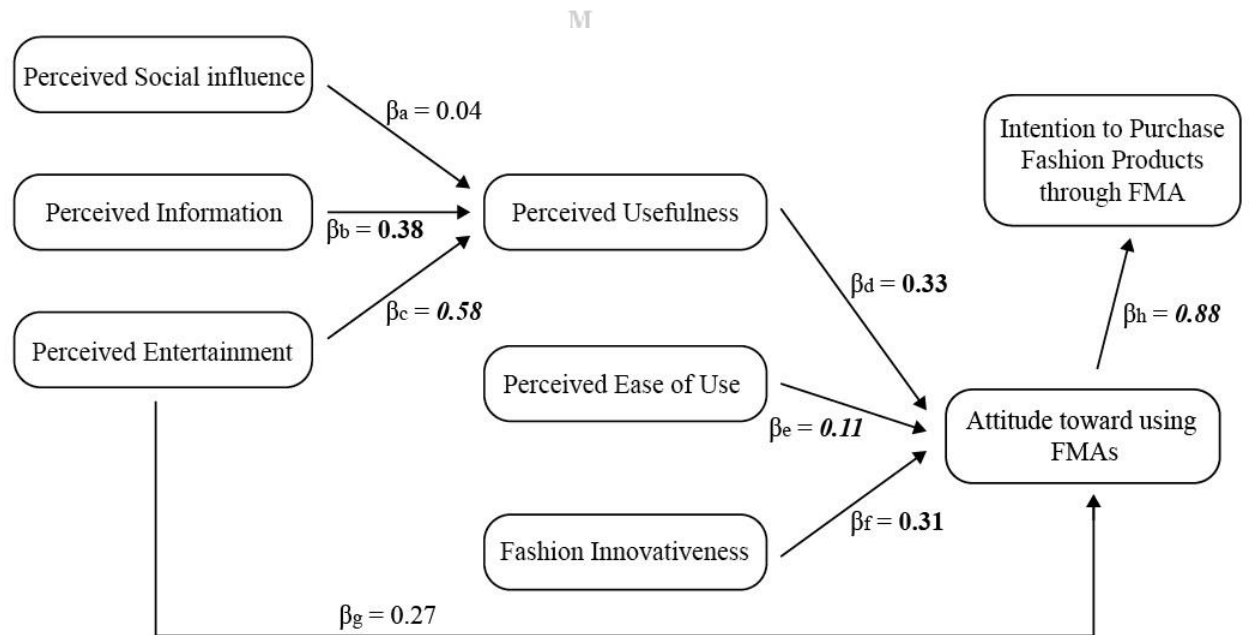 M
Perceived Social influence
βa = 0.04
Intention to Purchase
Fashion Products
through FMA
Perceived Information
βb = 0.38
Perceived Usefulness
βc = 0.58
βd = 0.33
βh = 0.88
Perceived Entertainment
Perceived Ease of Use
βe = 0.11
Attitude toward using
FMAs
Fashion Innovativeness
βf = 0.31
βg = 0.27